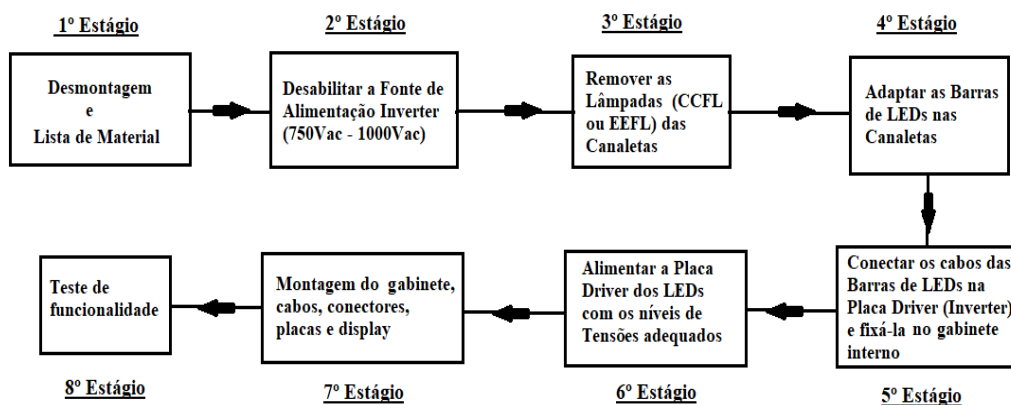 1º Estágio
Desmontagem
e
Lista de Material
2º Estágio
Desabilitar a Fonte de
Alimentação Inverter
(750Vac - 1000Vac)
3º Estágio
Remover as
Lâmpadas (CCFL
ou EEFL) das
Canaletas
4º Estágio
Adaptar as Barras
de LEDs nas
Canaletas
Conectar os cabos das
Barras de LEDs na
Placa Driver (Inverter)
e fixá-la no gabinete
interno
5º Estágio
Alimentar a Placa
Driver dos LEDs
com os níveis de
Tensões adequados
6º Estágio
Montagem do gabinete,
cabos, conectores,
placas e display
7º Estágio
Teste de
funcionalidade
8º Estágio